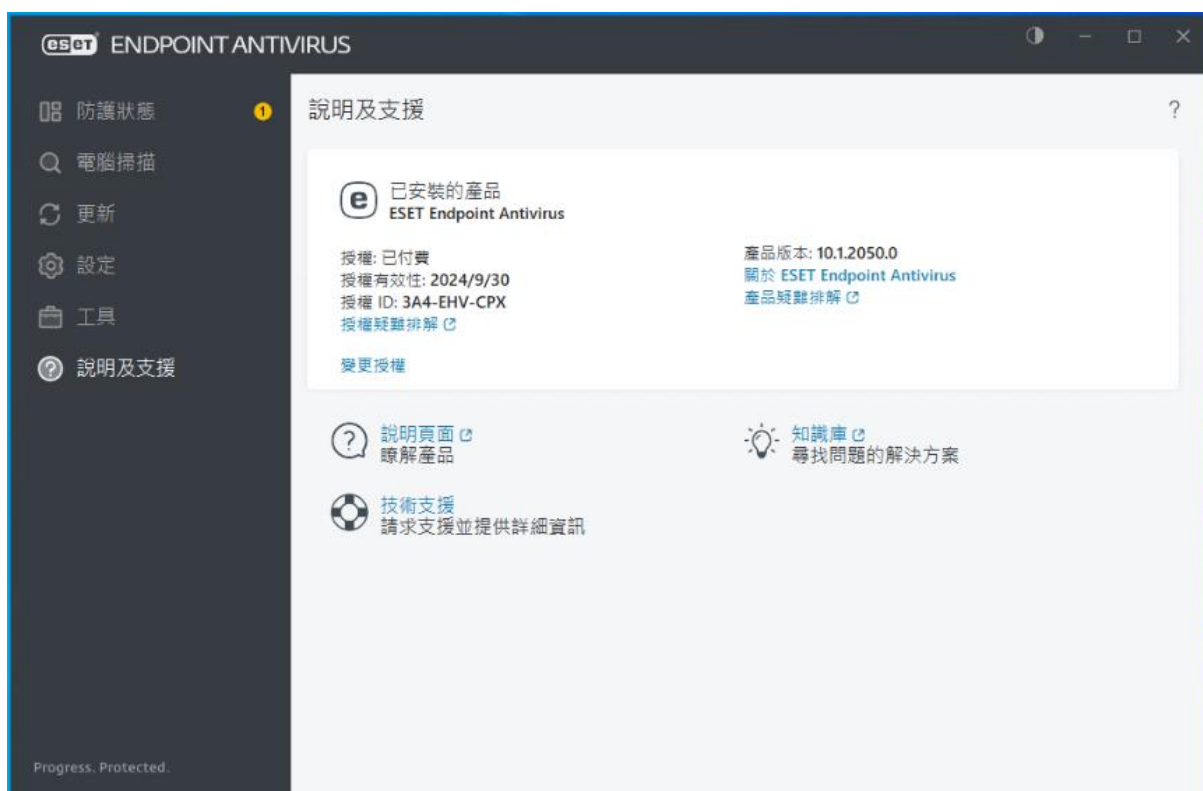 eset ENDPOINT ANTIVIRUS
防護狀態 1
電腦掃描
更新
設定
工具
說明及支援
Progress. Protected.
說明及支援 ?
已安裝的產品
ESET Endpoint Antivirus
授權: 已付費
授權有效性: 2024/9/30
授權 ID: 3A4-EHV-CPX
授權疑難排解
變更授權
產品版本: 10.1.2050.0
關於 ESET Endpoint Antivirus
產品疑難排解
說明頁面
瞭解產品
知識庫
尋找問題的解決方案
技術支援
請求支援並提供詳細資訊